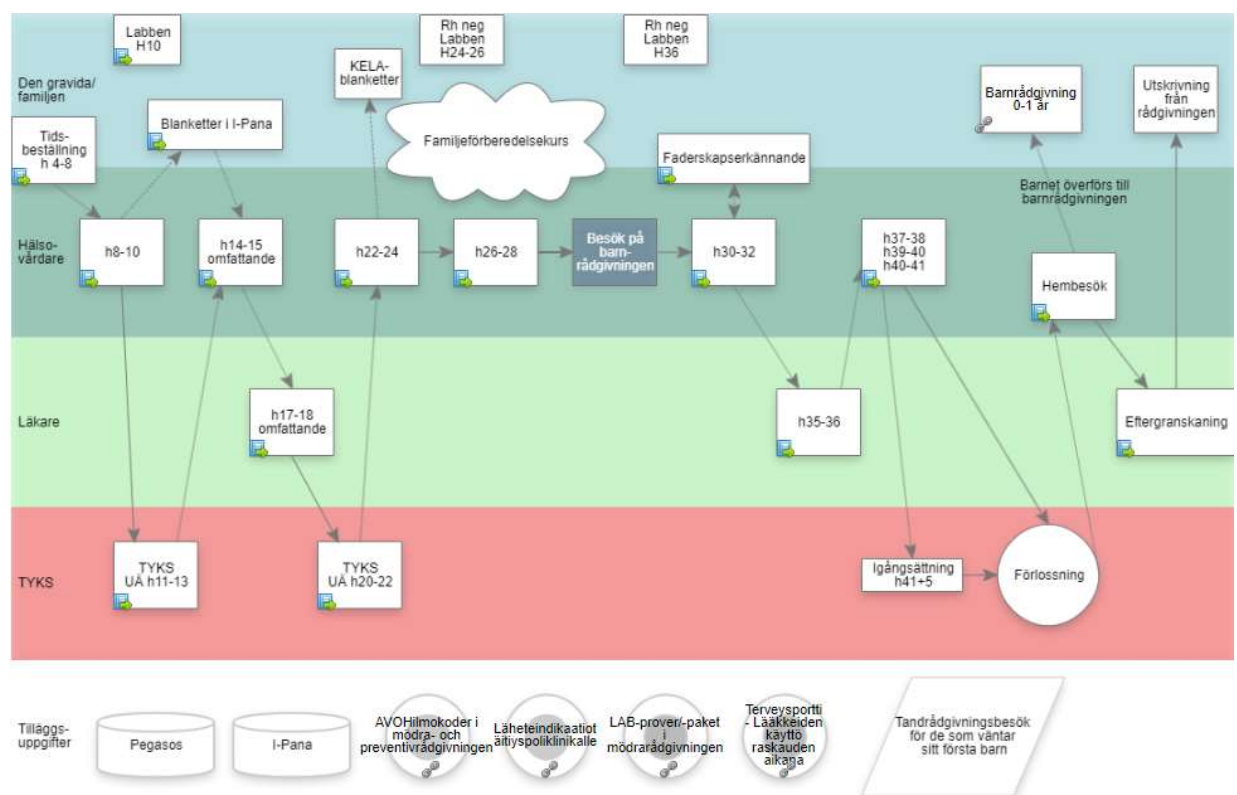 Labben
H10
Rh neg
Labben
H24-26
Rh neg
Labben
H36
KELA-
blanketter
Den gravida/
familjen
Barnrådgivning
0-1 år
Utskrivning
från
rådgivningen
Blanketter i I-Pana
Familjeförberedelsekurs
Tids-
beställning
h 4-8
Faderskapserkännande
Barnet överförs till
barnrådgivningen
Hälso-
vårdare
h8-10
h14-15
omfattande
h22-24
h26-28
Besök på
barn-
rådgivningen
h30-32
h37-38
h39-40
h40-41
Hembesök
Läkare
h17-18
omfattande
h35-36
Eftergranskaning
TYKS
TYKS
UÄ h11-13
TYKS
UÄ h20-22
Igångsättning
h41+5
Förlossning
Tilläggs-
uppgifter
Pegasos
I-Pana
AVOHilmokoder i
mödra- och
preventivrådgivningen
Läheteindikaatiot
äitiyspoliklinikalle
LAB-prover/-paket
i
mödrarådgivningen
Terveysportti
- Lääkkeiden
käyttö
raskauden
aikana
Tandrådgivningsbesök
för de som väntar
sitt första barn